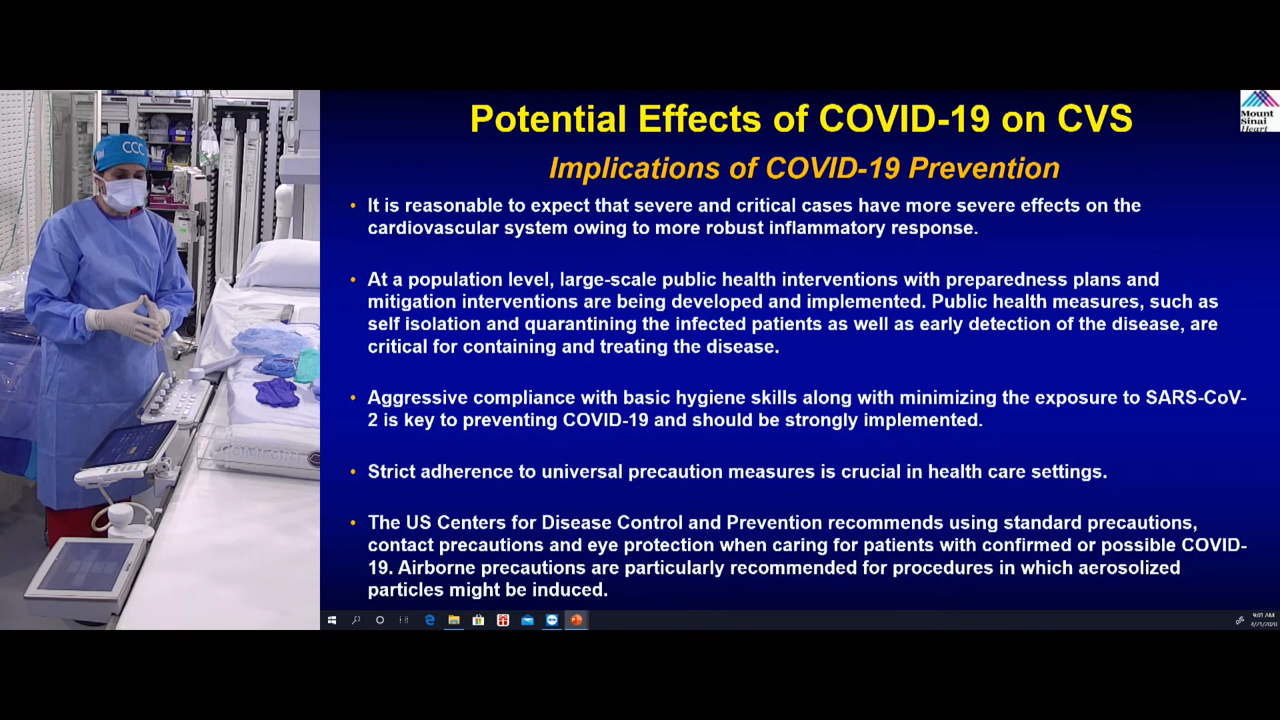 Potential Effects of COVID-19 on CVS
Mount
Sinai
Heart
Implications of COVID-19 Prevention
CCC
• It is reasonable to expect that severe and critical cases have more severe effects on the
cardiovascular system owing to more robust inflammatory response.
• At a population level, large-scale public health interventions with preparedness plans and
mitigation interventions are being developed and implemented. Public health measures, such as
self isolation and quarantining the infected patients as well as early detection of the disease, are
critical for containing and treating the disease.
• Aggressive compliance with basic hygiene skills along with minimizing the exposure to SARS-CoV-
2 is key to preventing COVID-19 and should be strongly implemented.
• Strict adherence to universal precaution measures is crucial in health care settings.
• The US Centers for Disease Control and Prevention recommends using standard precautions,
contact precautions and eye protection when caring for patients with confirmed or possible COVID-
19. Airborne precautions are particularly recommended for procedures in which aerosolized
particles might be induced.
COMFORT
9:01 AM